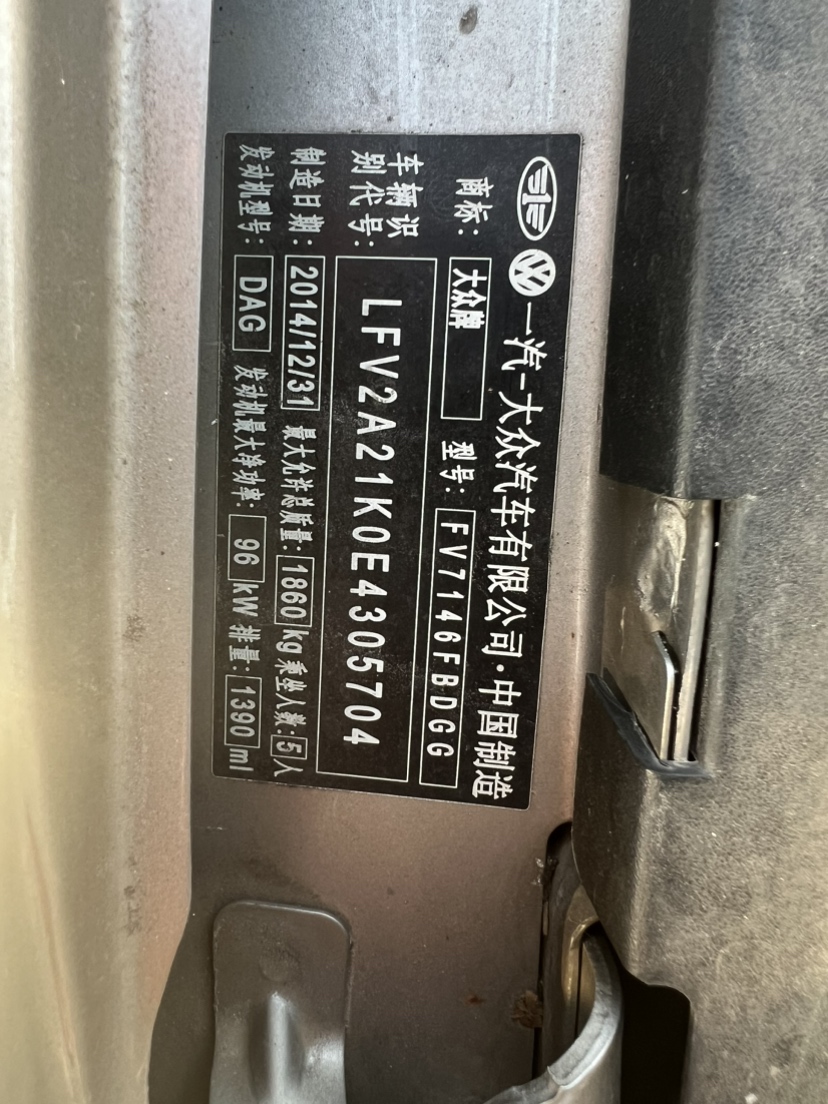 一汽-大众汽车有限公司·中国制造
商标: 大众牌 型号: FV7146FBDGG
车辆识别代号: LFV2A21K0E4305704
制造日期: 2014/12/31 最大允许总质量: 1860 kg 乘坐人数: 5 人
发动机型号: DAG 发动机最大净功率: 96 kW 排量: 1390 ml